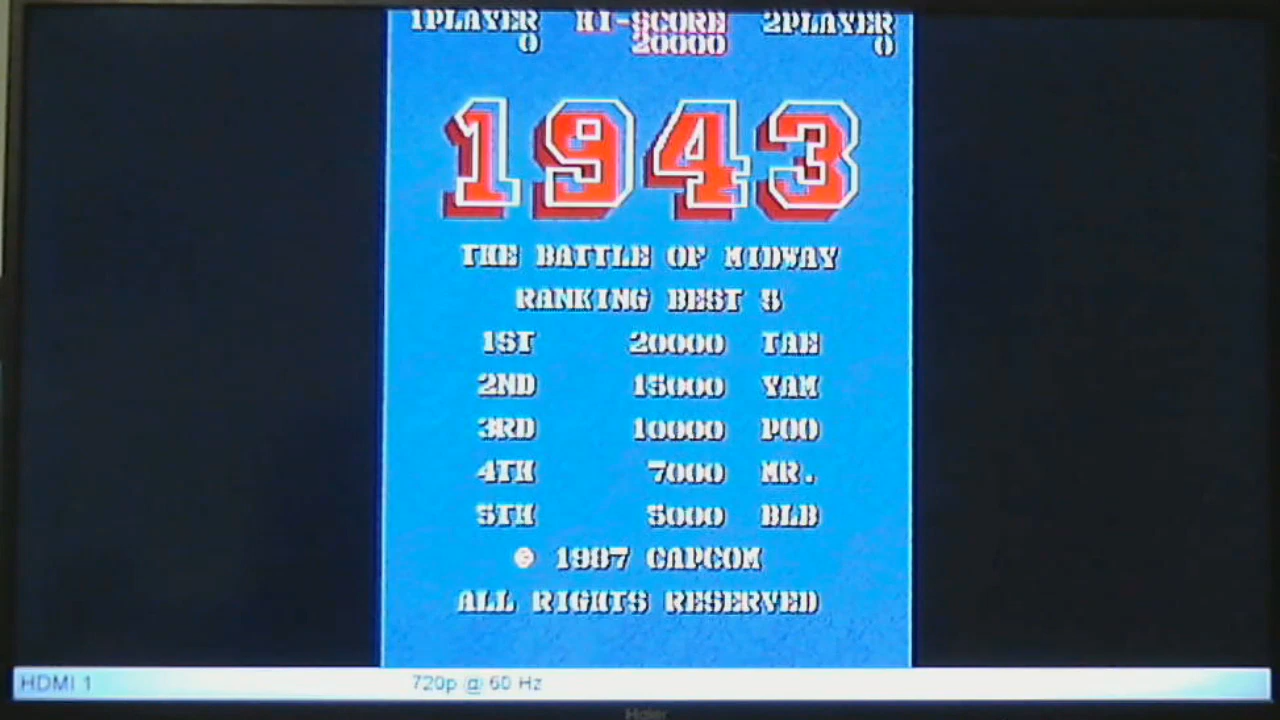 1PLAYER HI-SCORE 2PLAYER
0 20000 0
1943
THE BATTLE OF MIDWAY
RANKING BEST 5
1ST 20000 TAE
2ND 15000 YAM
3RD 10000 POO
4TH 7000 MR.
5TH 5000 BLB
© 1987 CAPCOM
ALL RIGHTS RESERVED
HDMI 1 720p @ 60 Hz
Haier